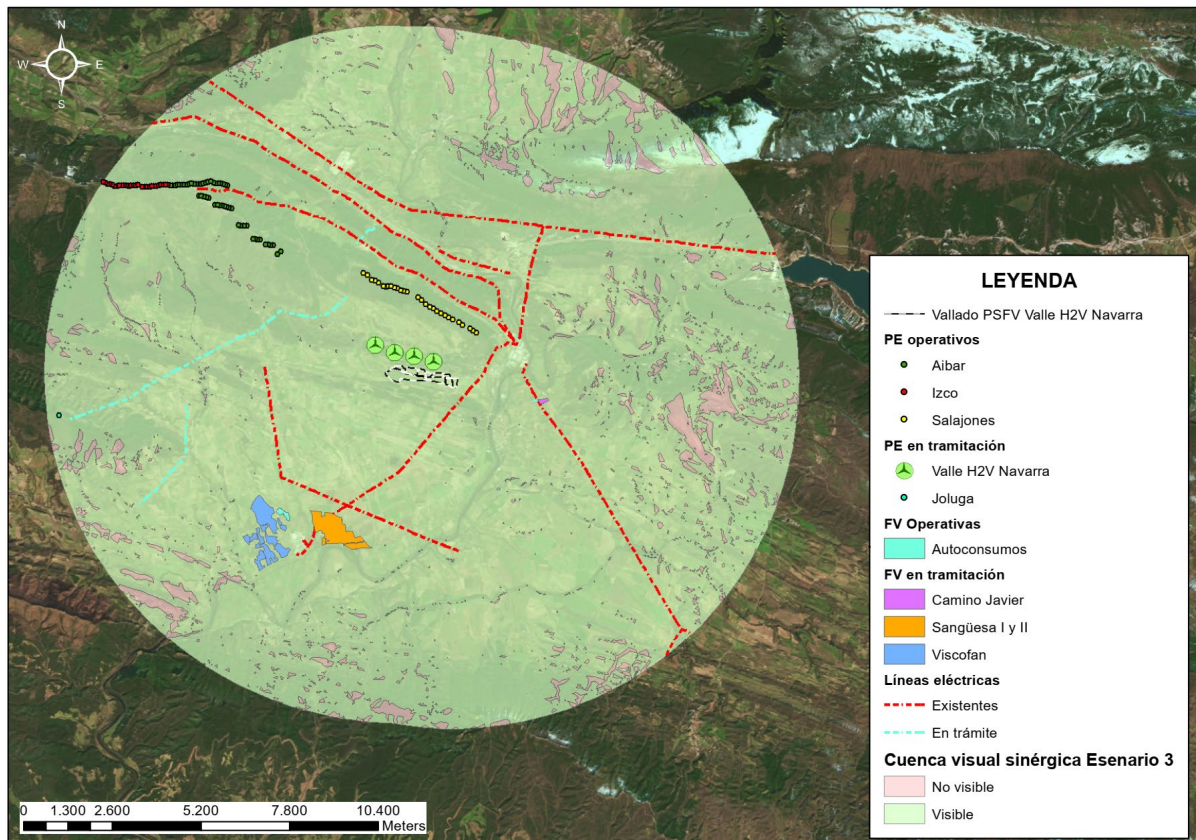 N
W E
S
LEYENDA
Vallado PSFV Valle H2V Navarra
PE operativos
Aibar
Izco
Salajones
PE en tramitación
Valle H2V Navarra
Joluga
FV Operativas
Autoconsumos
FV en tramitación
Camino Javier
Sangüesa I y II
Viscofan
Líneas eléctricas
Existentes
En trámite
Cuenca visual sinérgica Esenario 3
No visible
Visible
0 1.300 2.600 5.200 7.800 10.400
Meters